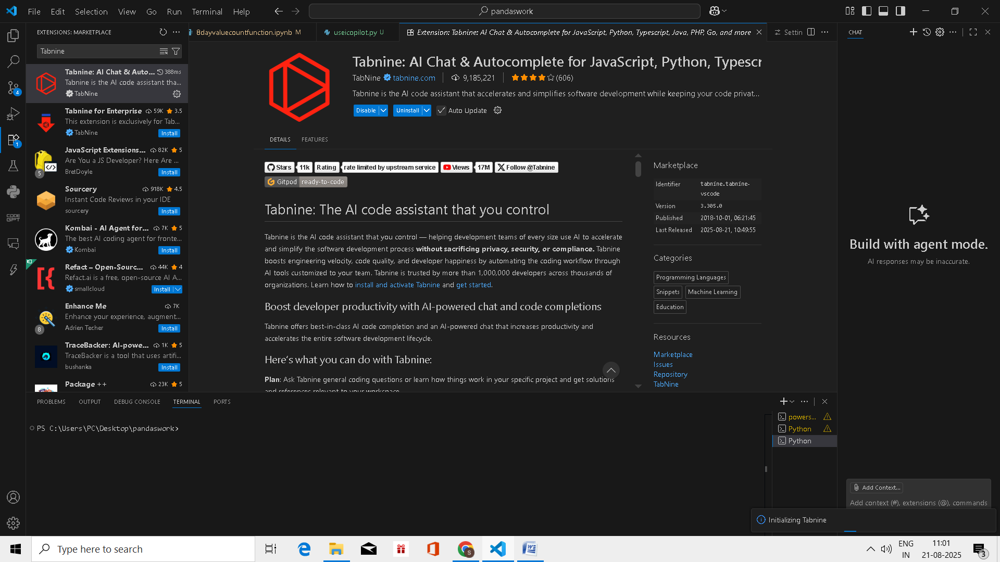 File Edit Selection View Go Run Terminal Help
pandaswork
EXTENSIONS: MARKETPLACE
Tabnine
Tabnine: AI Chat & Auto... 388ms
Tabnine is the AI code assistant tha...
TabNine
Tabnine for Enterprise 59K 3.5
This extension is exclusively for Tab...
TabNine Install
JavaScript Extensions... 82K 5
Are You a JS Developer? Here Are ...
BretDoyle Install
5
Sourcery 918K 4.5
Instant Code Reviews in your IDE
sourcery Install
Kombai - AI Agent for... 7K 5
The best AI coding agent for fronte...
Kombai Install
Refact – Open-Sourc... 44K 4
Refact.ai is a free, open-source AI A...
smallcloud Install
Enhance Me 7K
Enhance your experience, augment...
Adrien Techer Install
8
TraceBacker: AI-powe... 1K 5
TraceBacker is a tool that uses artifi...
bushanka Install
Package ++ 23K 5
4
1
CODE
GPT
8dayvaluecountfunction.ipynb M
useicopilot.py U
Extension: Tabnine: AI Chat & Autocomplete for JavaScript, Python, Typescript, Java, PHP, Go, and more
Settin
Tabnine: AI Chat & Autocomplete for JavaScript, Python, Typescr
TabNine tabnine.com 9,185,221 (606)
Tabnine is the AI code assistant that accelerates and simplifies software development while keeping your code privat...
Disable Uninstall Auto Update
DETAILS FEATURES
Stars 11k Rating rate limited by upstream service Views 17M Follow @Tabnine
Gitpod ready-to-code
Tabnine: The AI code assistant that you control
Tabnine is the AI code assistant that you control — helping development teams of every size use AI to accelerate
and simplify the software development process without sacrificing privacy, security, or compliance. Tabnine
boosts engineering velocity, code quality, and developer happiness by automating the coding workflow through
AI tools customized to your team. Tabnine is trusted by more than 1,000,000 developers across thousands of
organizations. Learn how to install and activate Tabnine and get started.
Boost developer productivity with AI-powered chat and code completions
Tabnine offers best-in-class AI code completion and an AI-powered chat that increases productivity and
accelerates the entire software development lifecycle.
Here’s what you can do with Tabnine:
Plan: Ask Tabnine general coding questions or learn how things work in your specific project and get solutions
and references relevant to your workspace.
Marketplace
Identifier tabnine.tabnine-
vscode
Version 3.305.0
Published 2018-10-01, 06:21:45
Last Released 2025-08-21, 10:49:55
Categories
Programming Languages
Snippets Machine Learning
Education
Resources
Marketplace
Issues
Repository
TabNine
CHAT
Build with agent mode.
AI responses may be inaccurate.
Add Context...
Add context (#), extensions (@), commands
Initializing Tabnine
PROBLEMS OUTPUT DEBUG CONSOLE TERMINAL PORTS
PS C:\Users\PC\Desktop\pandaswork>
powers...
Python
Python
Type here to search
S
ENG
IN
11:01
21-08-2025
3